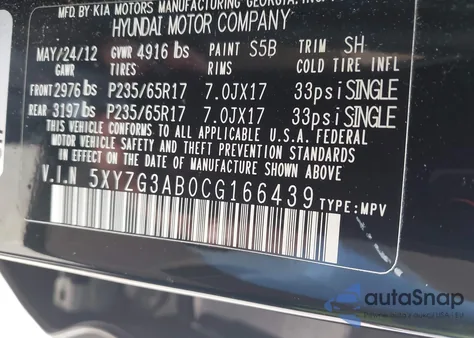 MFD. BY KIA MOTORS MANUFACTURING GEORGIA, INC.
HYUNDAI MOTOR COMPANY
MAY/24/12 GVWR 4916 lbs PAINT S5B TRIM SH
GAWR TIRES RIMS COLD TIRE INFL
FRONT 2976 lbs P235/65R17 7.0JX17 33psi SINGLE
REAR 3197 lbs P235/65R17 7.0JX17 33psi SINGLE
THIS VEHICLE CONFORMS TO ALL APPLICABLE U.S.A. FEDERAL
MOTOR VEHICLE SAFETY, BUMPER, AND THEFT PREVENTION STANDARDS
IN EFFECT ON THE DATE OF MANUFACTURE SHOWN ABOVE.
V.I.N 5XYZG3AB0CG166439 TYPE:MPV
autoSnap